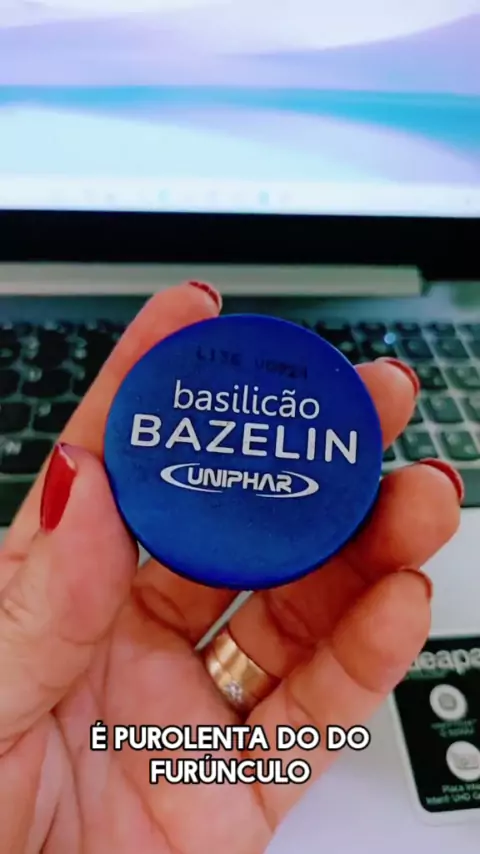 basilicão
BAZELIN
UNIPHAR
É PUROLENTA DO DO
FURÚNCULO